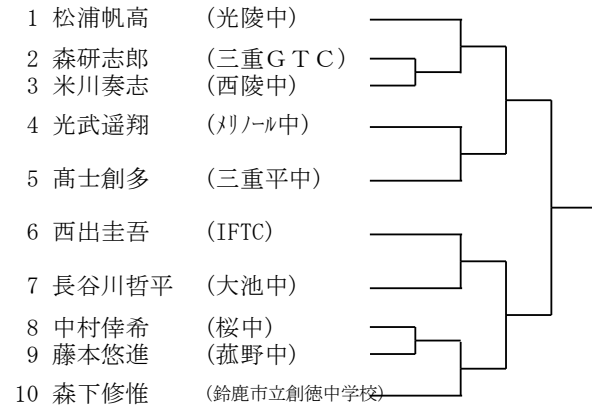 1 松浦帆高 (光陵中)
2 森研志郎 (三重ＧＴＣ)
3 米川奏志 (西陵中)
4 光武遥翔 (ﾒﾘﾉｰﾙ中)
5 髙士創多 (三重平中)
6 西出圭吾 (IFTC)
7 長谷川哲平 (大池中)
8 中村倖希 (桜中)
9 藤本悠進 (菰野中)
10 森下修惟 (鈴鹿市立創徳中学校)